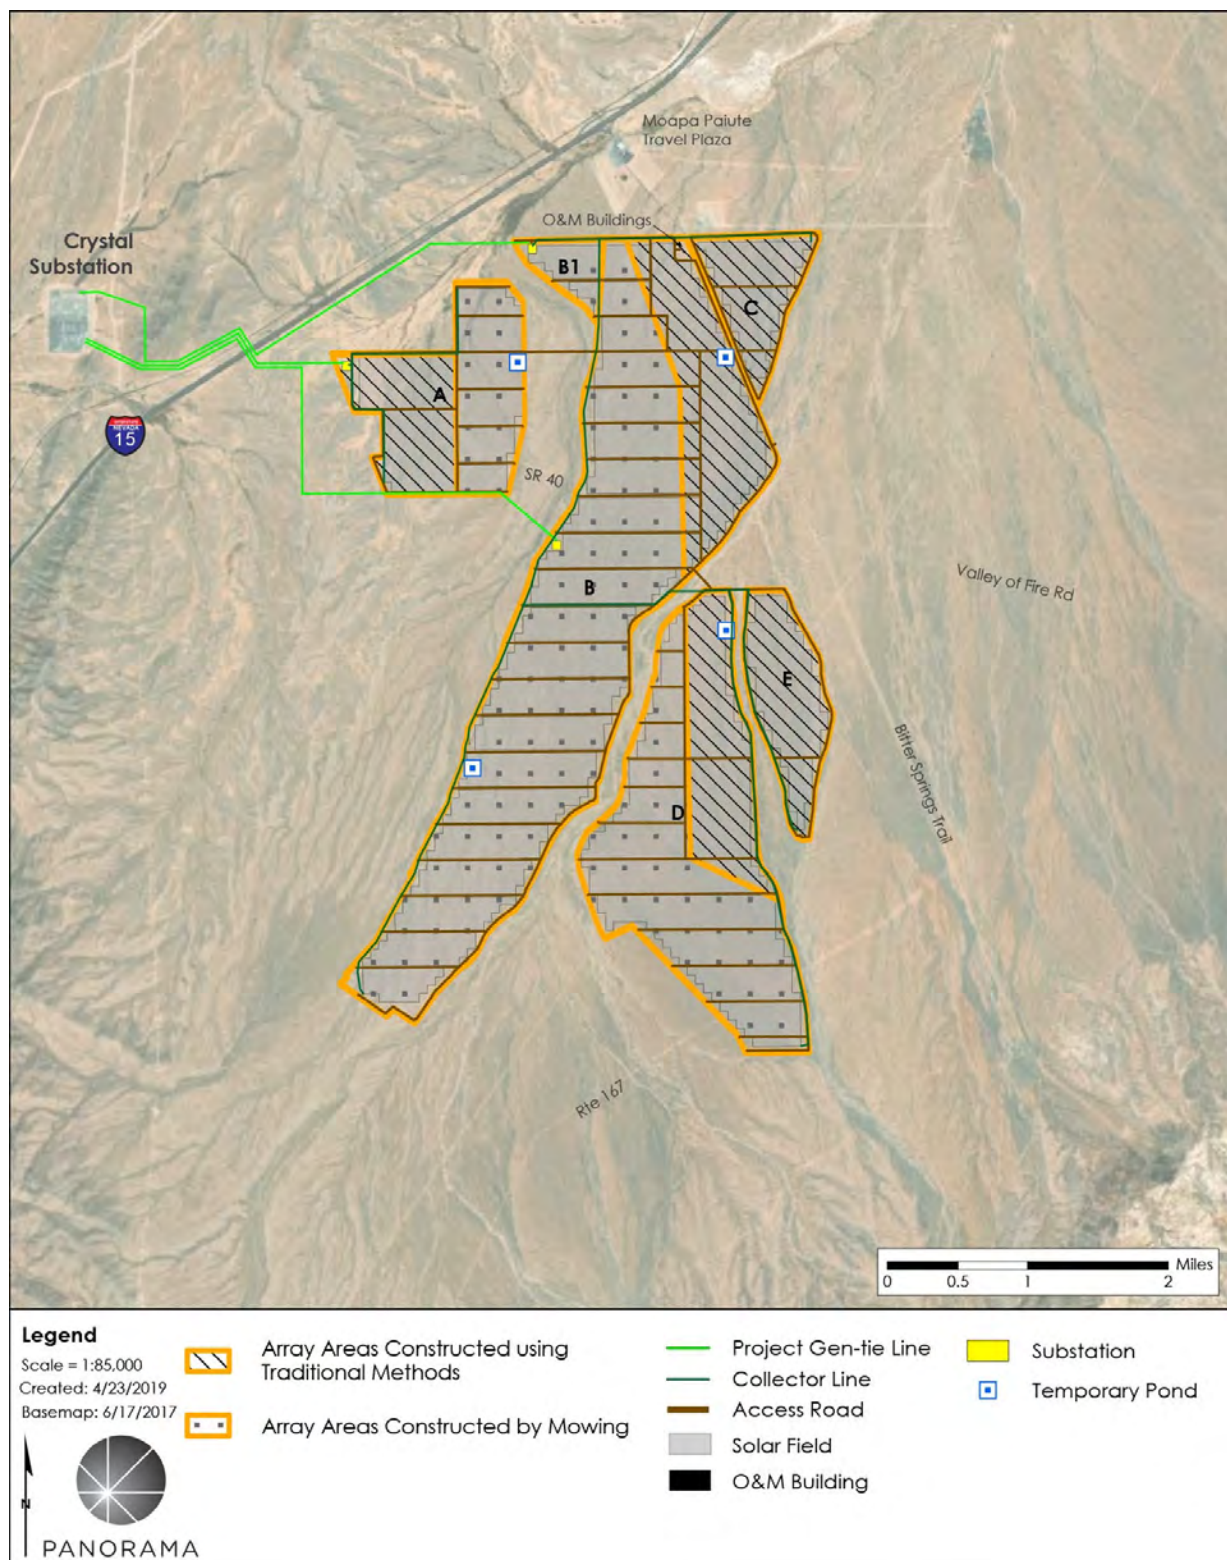 Moapa Paiute
Travel Plaza
O&M Buildings
Crystal
Substation
B1
C
A
INTERSTATE
NEVADA
15
SR 40
B
Valley of Fire Rd
E
Bitter Springs Trail
D
Rte 167
Miles
0 0.5 1 2
Legend
Scale = 1:85,000
Created: 4/23/2019
Basemap: 6/17/2017
N
PANORAMA
Array Areas Constructed using
Traditional Methods
Array Areas Constructed by Mowing
Project Gen-tie Line
Collector Line
Access Road
Solar Field
O&M Building
Substation
Temporary Pond